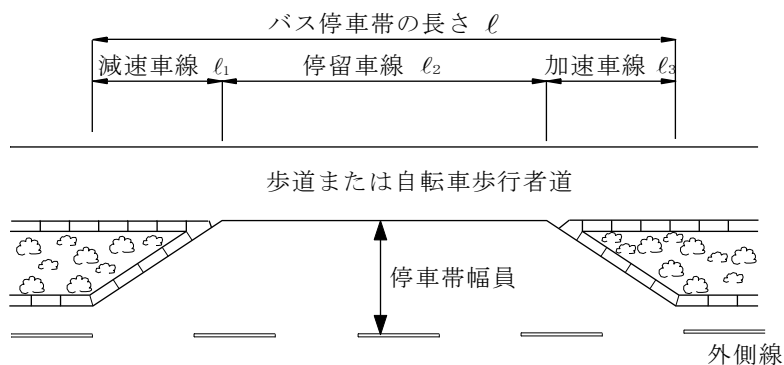 バス停車帯の長さ ℓ
減速車線 ℓ₁
停留車線 ℓ₂
加速車線 ℓ₃
歩道または自転車歩行者道
停車帯幅員
外側線